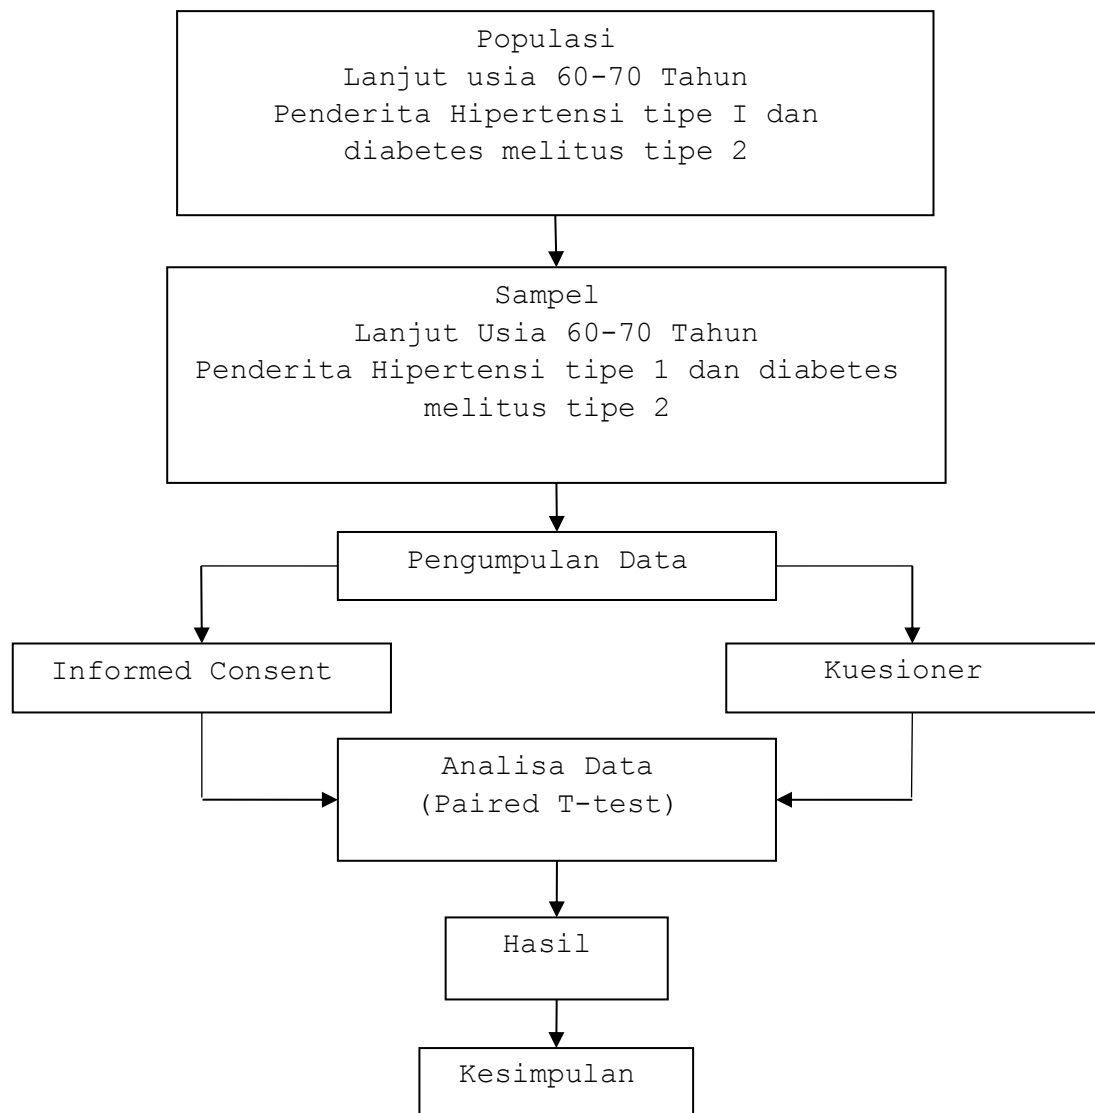 Populasi
Lanjut usia 60-70 Tahun
Penderita Hipertensi tipe I dan
diabetes melitus tipe 2
Sampel
Lanjut Usia 60-70 Tahun
Penderita Hipertensi tipe 1 dan diabetes
melitus tipe 2
Pengumpulan Data
Informed Consent
Kuesioner
Analisa Data
(Paired T-test)
Hasil
Kesimpulan